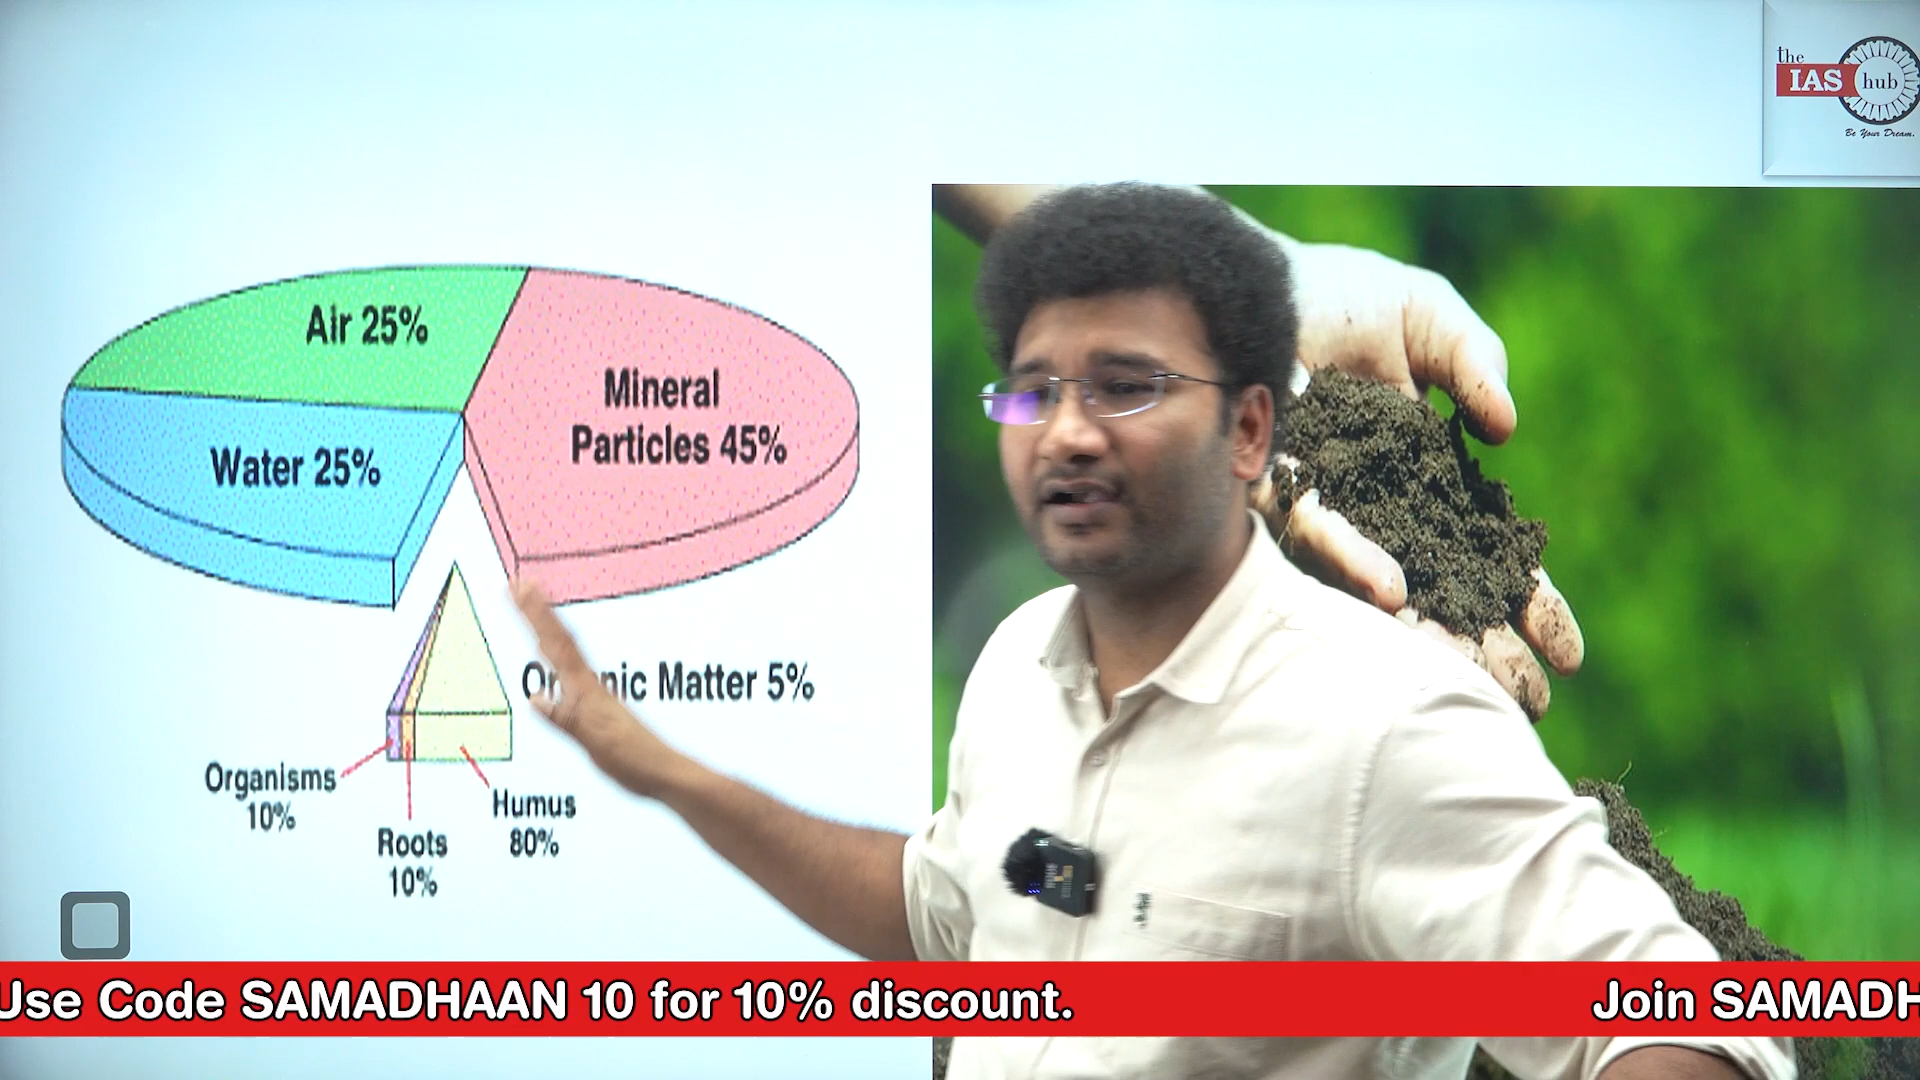 the
IAS hub
Be Your Dream.
Air 25%
Mineral
Particles 45%
Water 25%
Matter 5%
Organisms
10%
Roots
10%
Humus
80%
Use Code SAMADHAAN 10 for 10% discount.
Join SAMADH